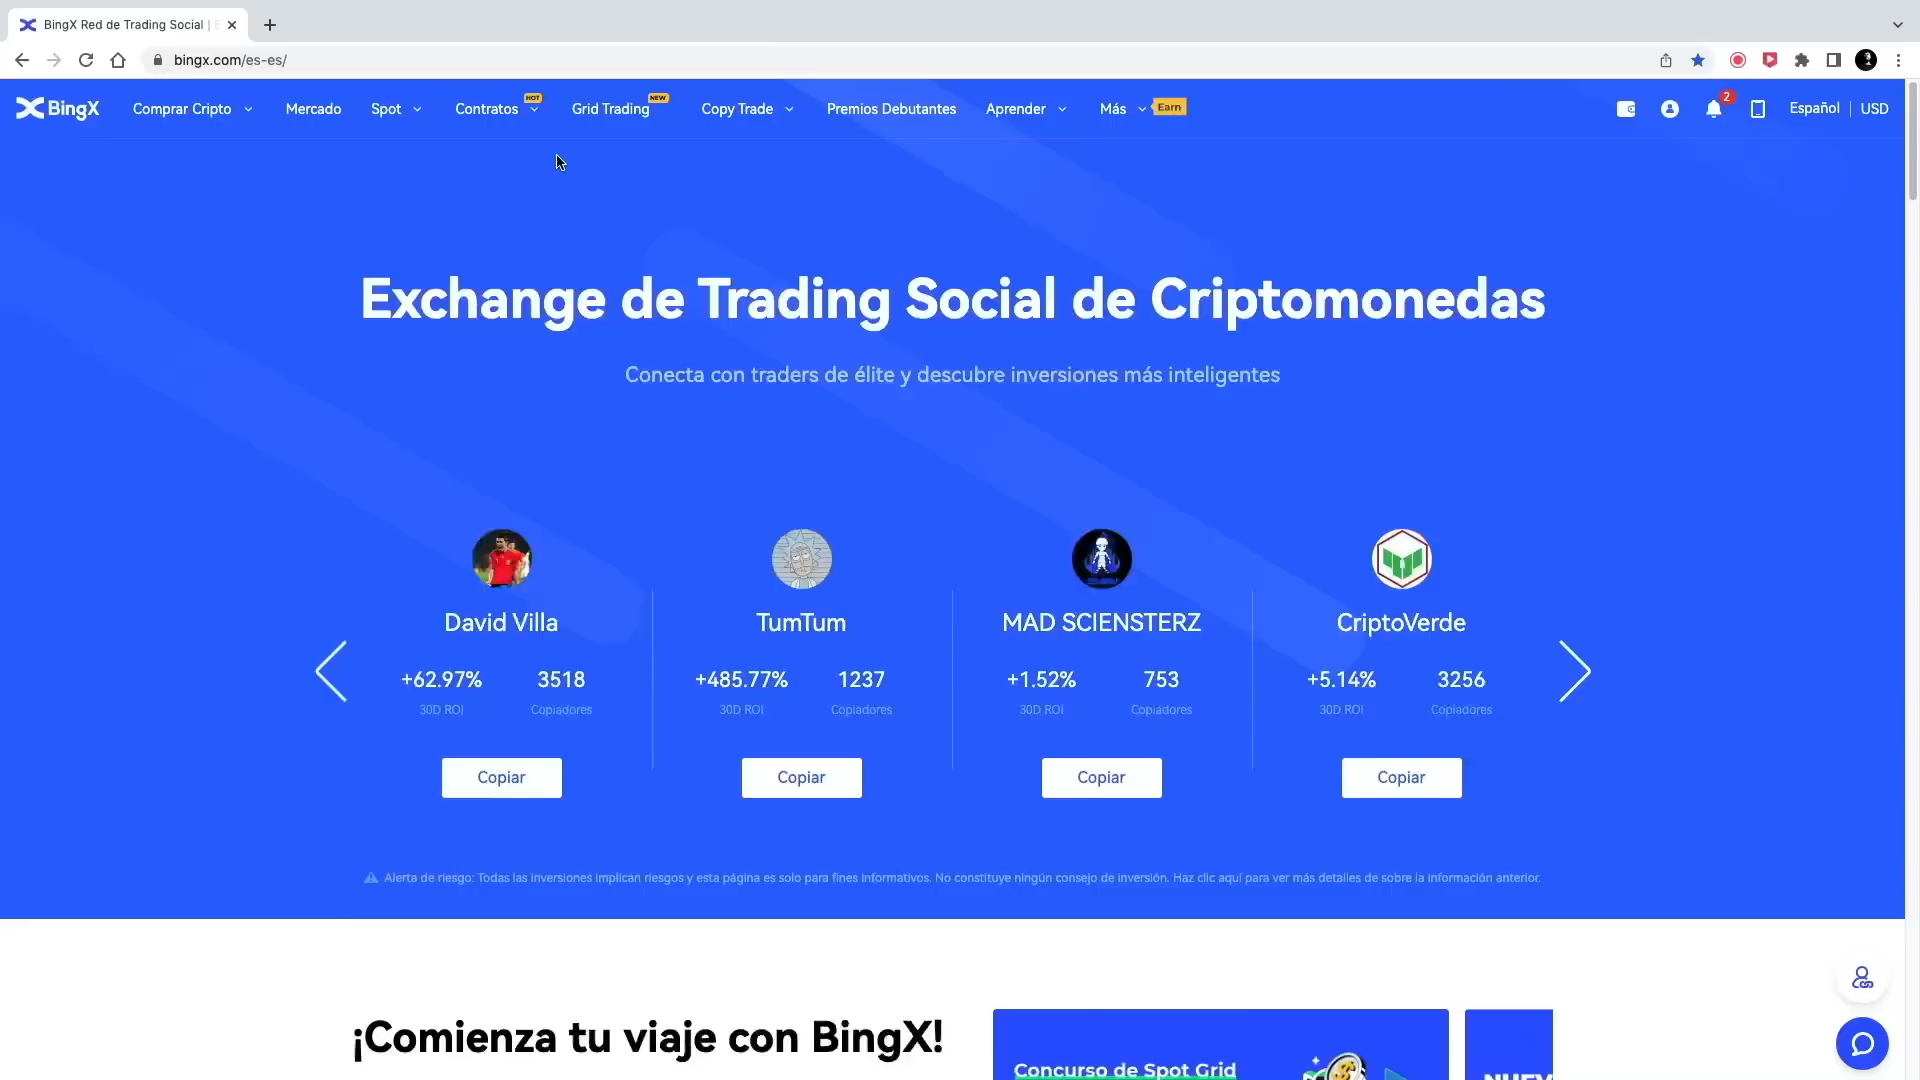 BingX Red de Trading Social |
bingx.com/es-es/
BingX
Comprar Cripto
Mercado
Spot
Contratos
HOT
Grid Trading
NEW
Copy Trade
Premios Debutantes
Aprender
Más
Earn
2
Español | USD
Exchange de Trading Social de Criptomonedas
Conecta con traders de élite y descubre inversiones más inteligentes
David Villa
TumTum
MAD SCIENSTERZ
CriptoVerde
+62.97% 3518
30D ROI Copiadores
+485.77% 1237
30D ROI Copiadores
+1.52% 753
30D ROI Copiadores
+5.14% 3256
30D ROI Copiadores
Copiar
Copiar
Copiar
Copiar
Alerta de riesgo: Todas las inversiones implican riesgos y esta página es solo para fines informativos. No constituye ningún consejo de inversión. Haz clic aquí para ver más detalles de sobre la información anterior.
¡Comienza tu viaje con BingX!
Concurso de Spot Grid